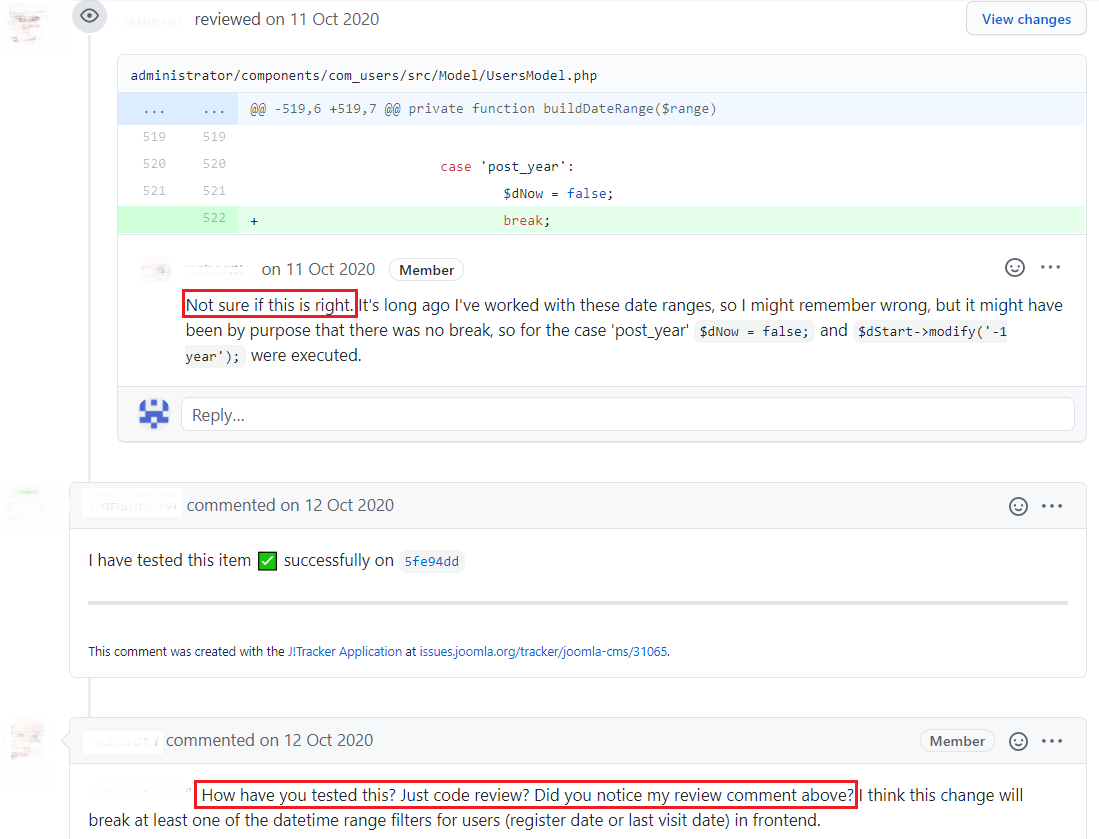 reviewed on 11 Oct 2020
View changes
administrator/components/com_users/src/Model/UsersModel.php
... ... @@ -519,6 +519,7 @@ private function buildDateRange($range)
519 519
520 520 case 'post_year':
521 521 $dNow = false;
522 + break;
on 11 Oct 2020 Member
Not sure if this is right. It's long ago I've worked with these date ranges, so I might remember wrong, but it might have
been by purpose that there was no break, so for the case 'post_year' $dNow = false; and $dStart->modify('-1
year'); were executed.
Reply...
commented on 12 Oct 2020
I have tested this item ✅ successfully on 5fe94dd
This comment was created with the J!Tracker Application at issues.joomla.org/tracker/joomla-cms/31065.
commented on 12 Oct 2020
Member
How have you tested this? Just code review? Did you notice my review comment above? I think this change will
break at least one of the datetime range filters for users (register date or last visit date) in frontend.